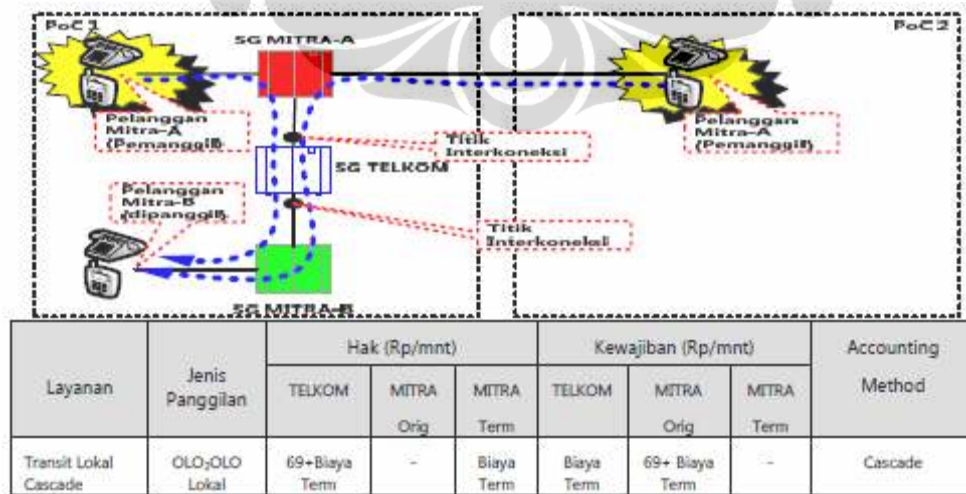 PoC 1
PoC 2
SG MITRA-A
Pelanggan
Mitra-A
(Pemanggil)
Pelanggan
Mitra-A
(Pemanggil)
Titik
Interkoneksi
SG TELKOM
Pelanggan
Mitra-B
(dipanggil)
Titik
Interkoneksi
SG MITRA-B
Layanan
Jenis
Panggilan
Hak (Rp/mnt)
Kewajiban (Rp/mnt)
Accounting
Method
TELKOM
MITRA
Orig
MITRA
Term
TELKOM
MITRA
Orig
MITRA
Term
Transit Lokal
Cascade
OLO2OLO
Lokal
69+Biaya
Term
-
Biaya
Term
Biaya
Term
69+ Biaya
Term
-
Cascade